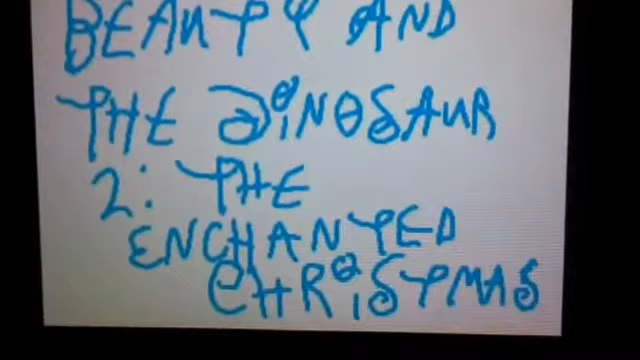 BEAUTY AND
THE DINOSAUR
2: THE
ENCHANTED
CHRISTMAS